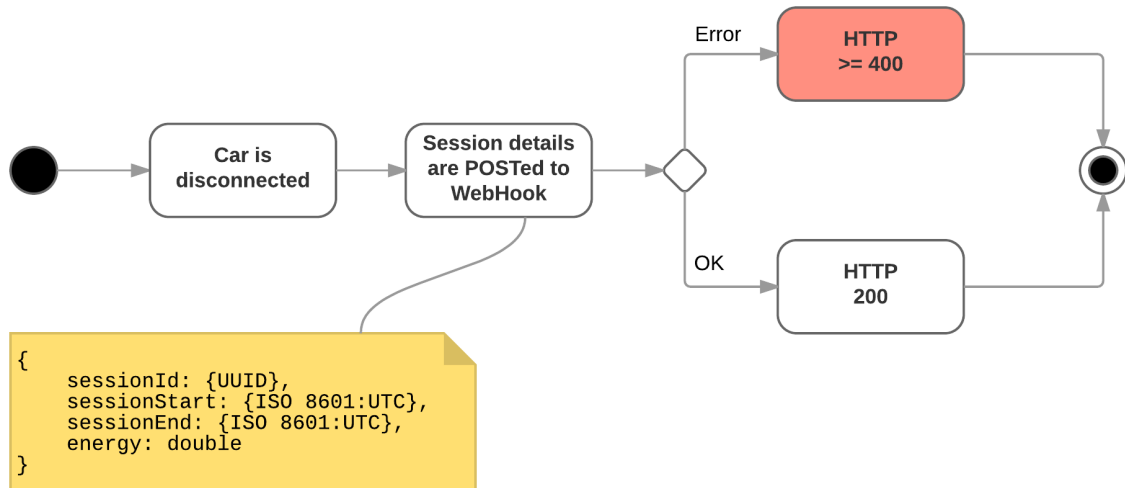 Car is
disconnected
Session details
are POSTed to
WebHook
Error
HTTP
>= 400
OK
HTTP
200
{
    sessionId: {UUID},
    sessionStart: {ISO 8601:UTC},
    sessionEnd: {ISO 8601:UTC},
    energy: double
}